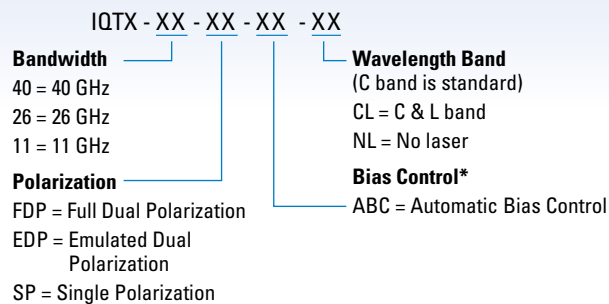 IQTX - XX - XX - XX - XX
Bandwidth
40 = 40 GHz
26 = 26 GHz
11 = 11 GHz
Polarization
FDP = Full Dual Polarization
EDP = Emulated Dual
Polarization
SP = Single Polarization
Wavelength Band
(C band is standard)
CL = C & L band
NL = No laser
Bias Control*
ABC = Automatic Bias Control